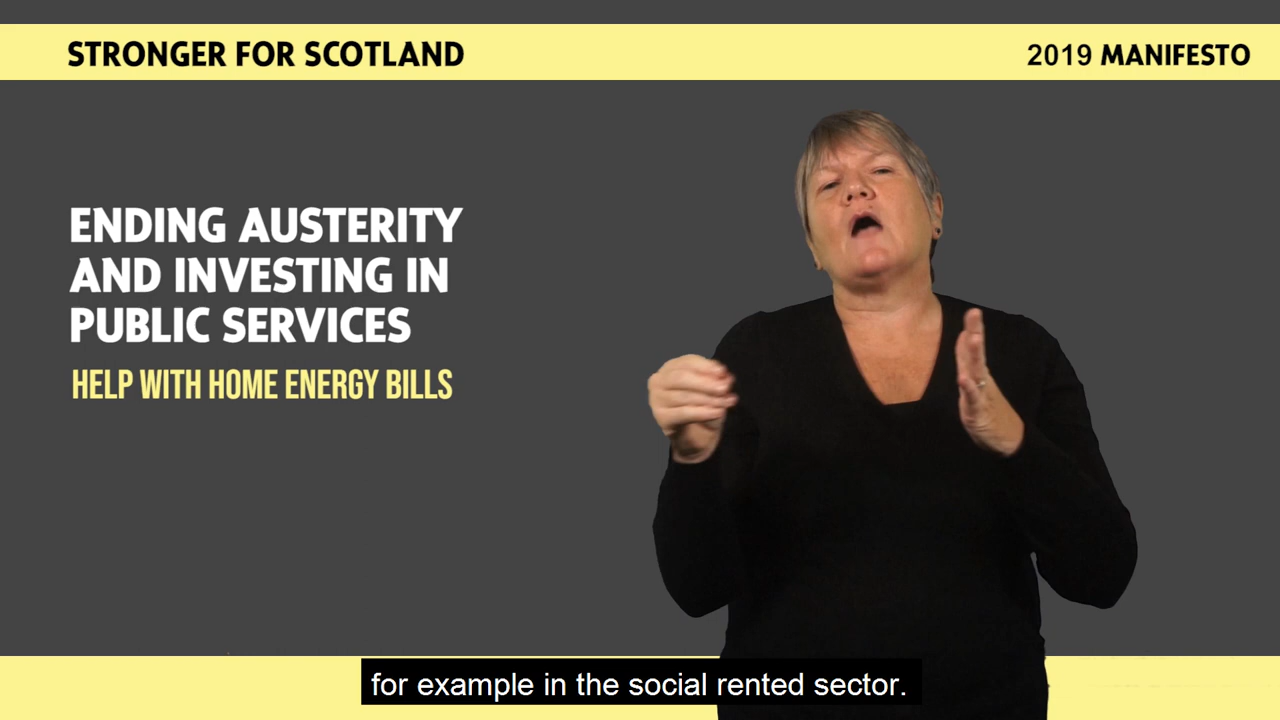 STRONGER FOR SCOTLAND
2019 MANIFESTO
ENDING AUSTERITY
AND INVESTING IN
PUBLIC SERVICES
HELP WITH HOME ENERGY BILLS
for example in the social rented sector.